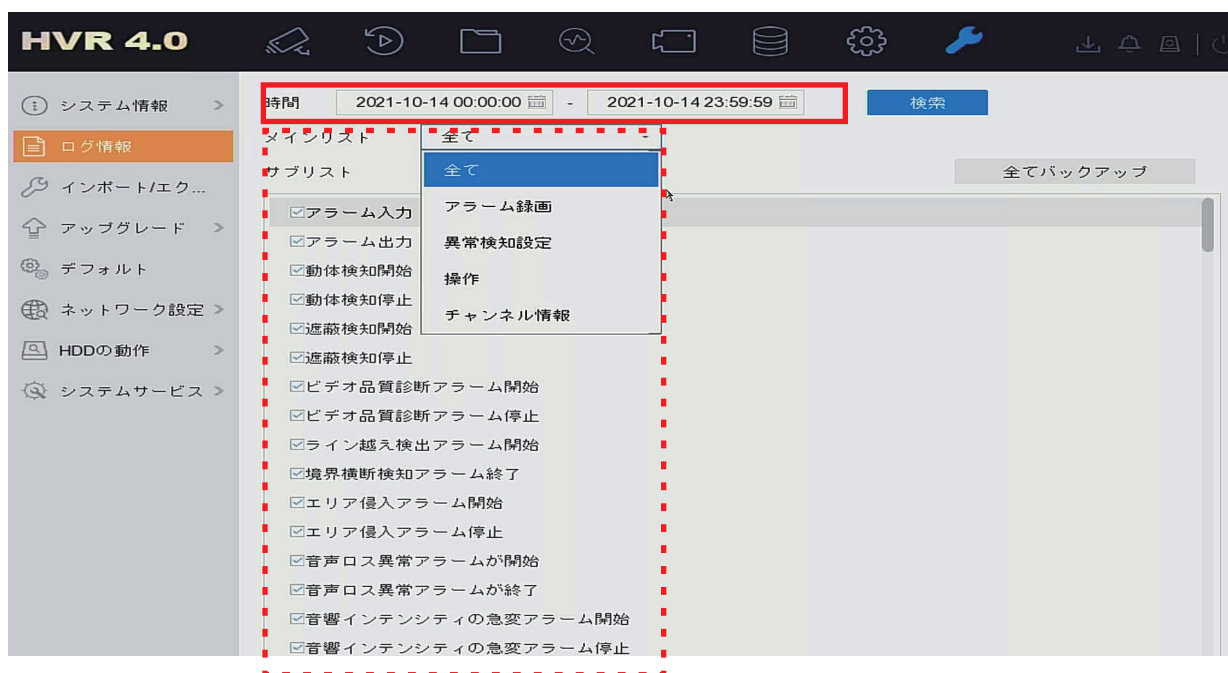 HVR 4.0
システム情報
ログ情報
インポート/エク...
アップグレード
デフォルト
ネットワーク設定
HDDの動作
システムサービス
時間 2021-10-14 00:00:00 - 2021-10-14 23:59:59 検索
メインリスト 全て
サブリスト
全てバックアップ
全て
アラーム録画
異常検知設定
操作
チャンネル情報
アラーム入力
アラーム出力
動体検知開始
動体検知停止
遮蔽検知開始
遮蔽検知停止
ビデオ品質診断アラーム開始
ビデオ品質診断アラーム停止
ライン越え検出アラーム開始
境界横断検知アラーム終了
エリア侵入アラーム開始
エリア侵入アラーム停止
音声ロス異常アラームが開始
音声ロス異常アラームが終了
音響インテンシティの急変アラーム開始
音響インテンシティの急変アラーム停止